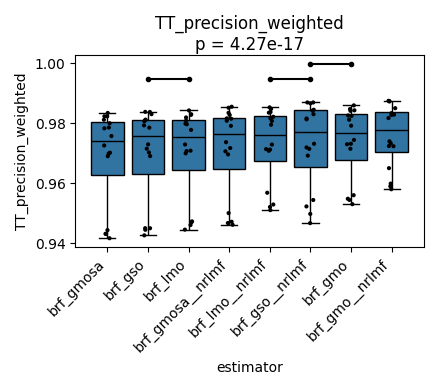 TT_precision_weighted
p = 4.27e-17
1.00
0.98
0.96
0.94
TT_precision_weighted
brf_gmosa
brf_gso
brf_lmo
brf_gmosa__nrlmf
brf_lmo__nrlmf
brf_gso__nrlmf
brf_gmo
brf_gmo__nrlmf
estimator